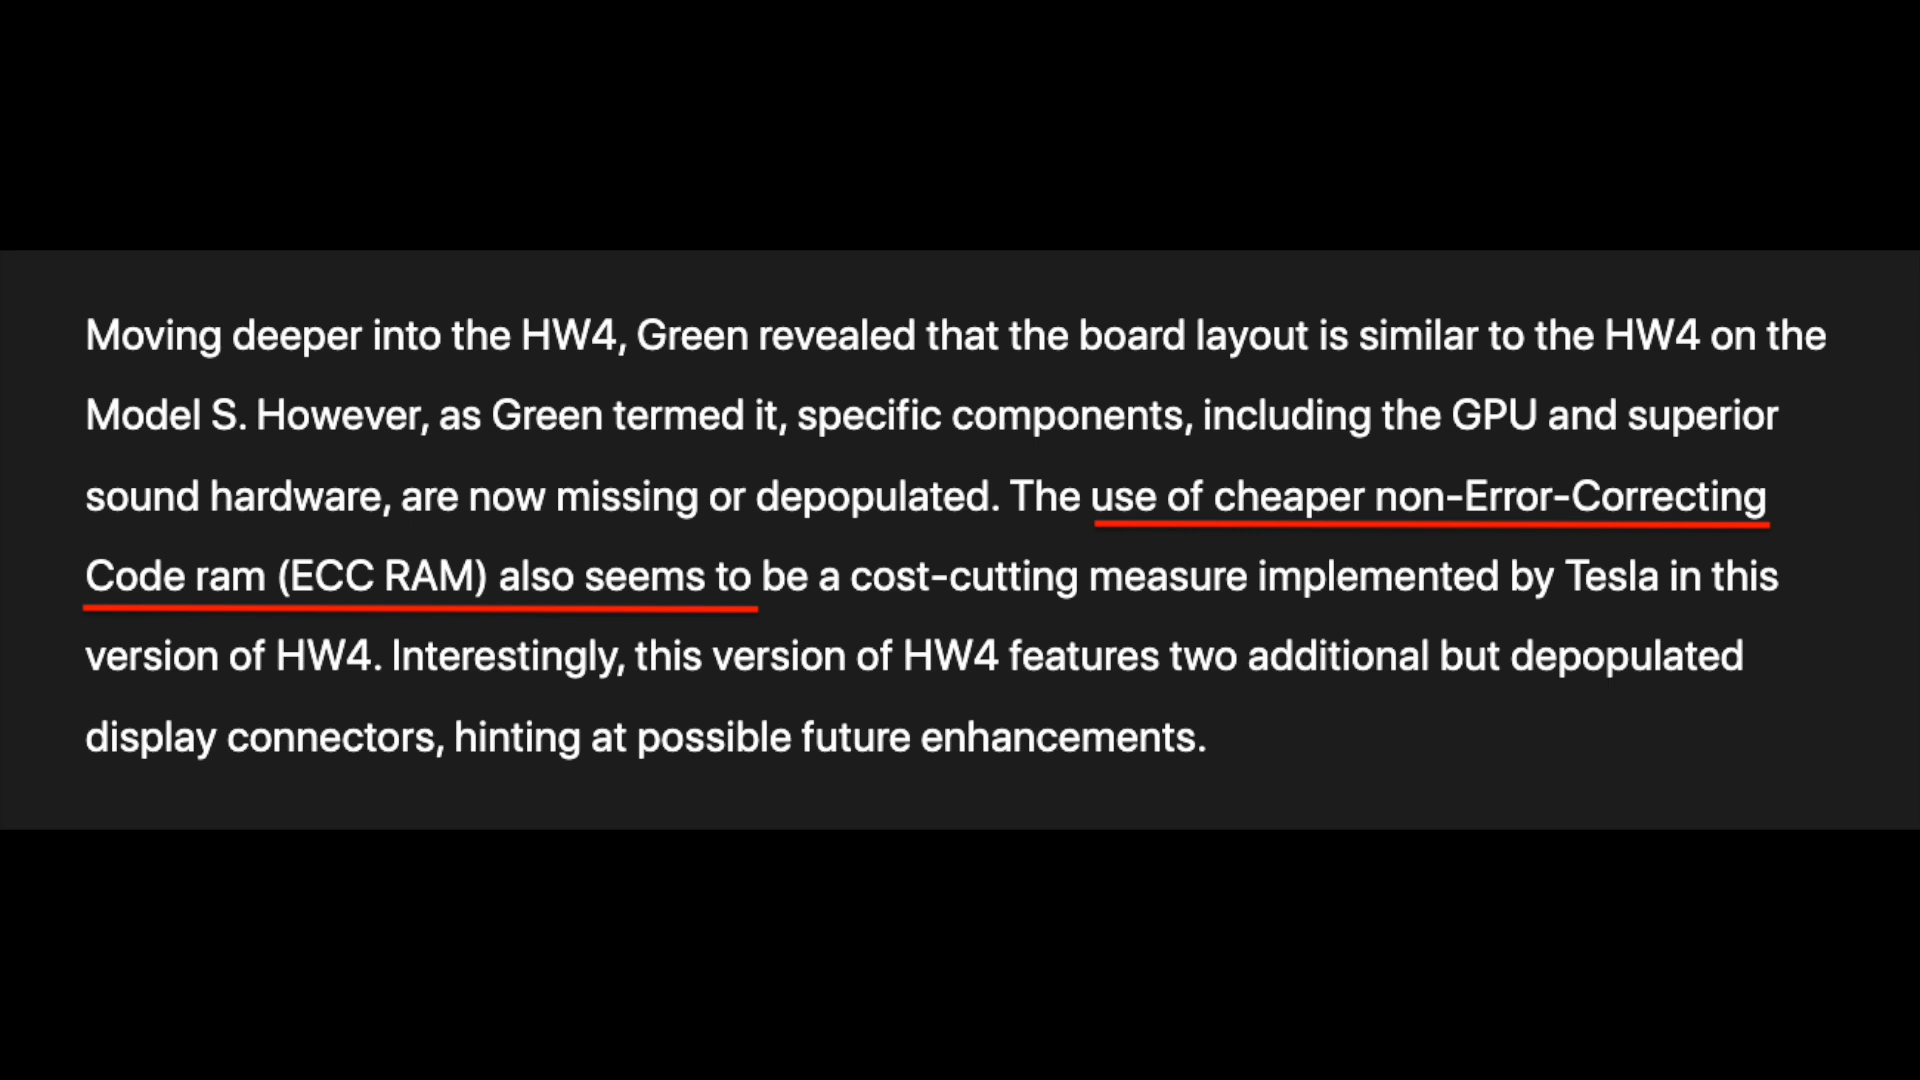 Moving deeper into the HW4, Green revealed that the board layout is similar to the HW4 on the
Model S. However, as Green termed it, specific components, including the GPU and superior
sound hardware, are now missing or depopulated. The use of cheaper non-Error-Correcting
Code ram (ECC RAM) also seems to be a cost-cutting measure implemented by Tesla in this
version of HW4. Interestingly, this version of HW4 features two additional but depopulated
display connectors, hinting at possible future enhancements.